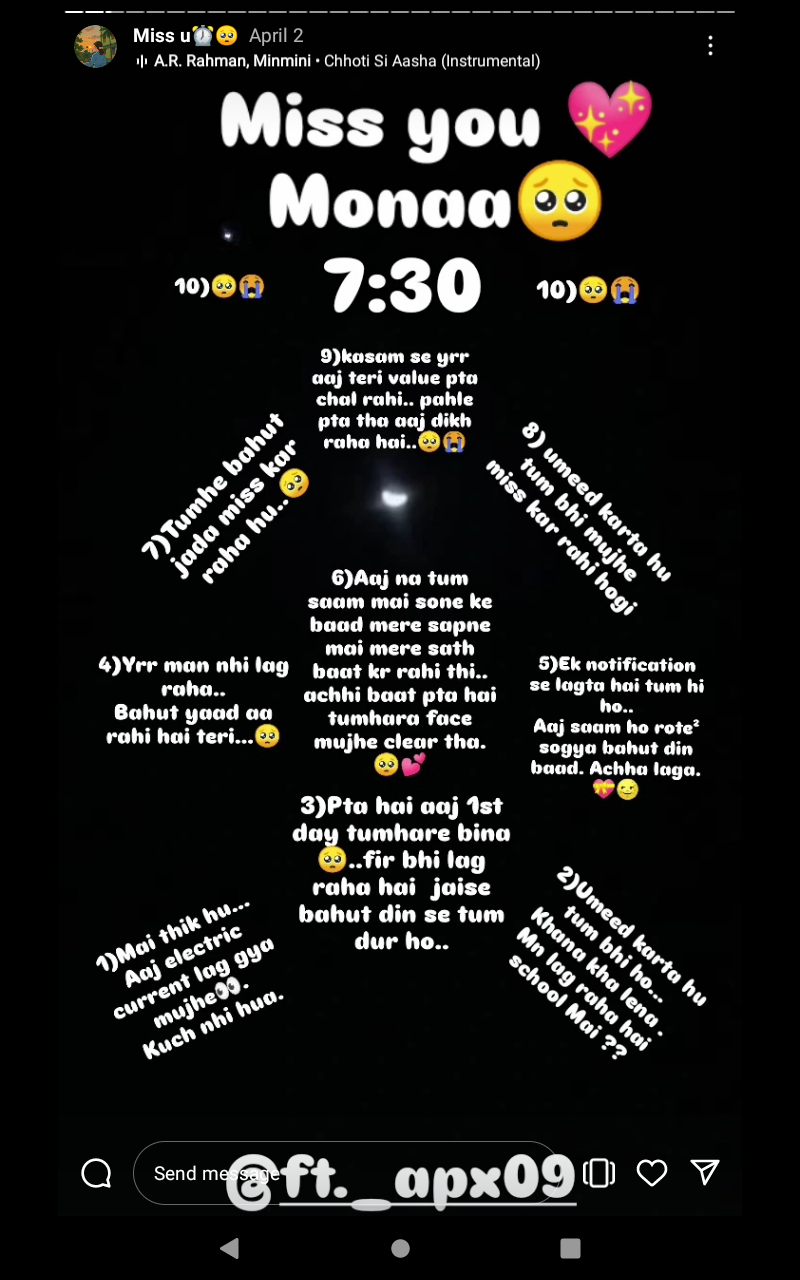 Miss u⏰🥺 April 2
A.R. Rahman, Minmini • Chhoti Si Aasha (Instrumental)
Miss you 💖
Monaa🥺
10)🥺😭
7:30
10)🥺😭
9)kasam se yrr
aaj teri value pta
chal rahi.. pahle
pta tha aaj dikh
raha hai..🥺😭
7)Tumhe bahut
jada miss kar
raha hu..🥺
8) umeed karta hu
tum bhi mujhe
miss kar rahi hogi
6)Aaj na tum
saam mai sone ke
baad mere sapne
mai mere sath
baat kr rahi thi..
achhi baat pta hai
tumhara face
mujhe clear tha.
🥺💕
4)Yrr man nhi lag
raha..
Bahut yaad aa
rahi hai teri...🥺
5)Ek notification
se lagta hai tum hi
ho..
Aaj saam ho rote²
sogya bahut din
baad. Achha laga.
💝😏
3)Pta hai aaj 1st
day tumhare bina
🥺..fir bhi lag
raha hai jaise
bahut din se tum
dur ho..
1)Mai thik hu...
Aaj electric
current lag gya
mujhe👀.
Kuch nhi hua.
2)Umeed karta hu
tum bhi ho...
Khana kha lena .
Mn lag raha hai
school Mai ??
Send message
@ft._apx09